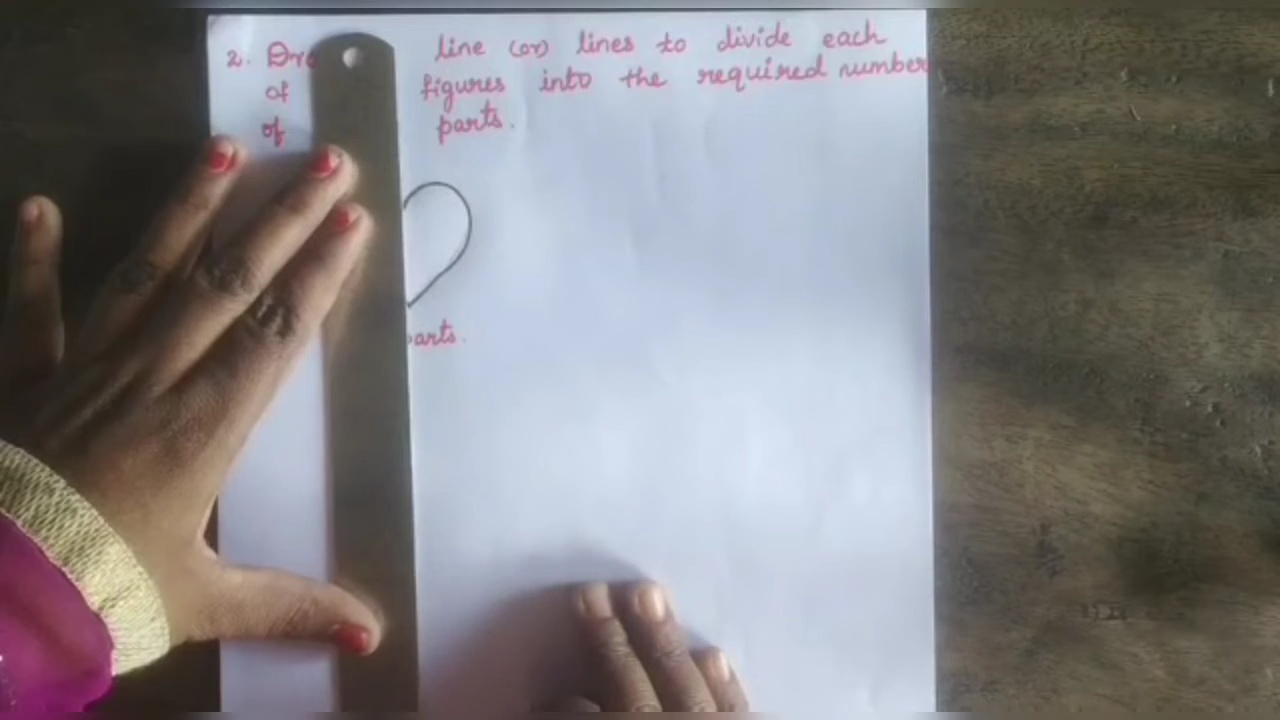 2. Dra line (or) lines to divide each
of figures into the required number
of parts.
arts.